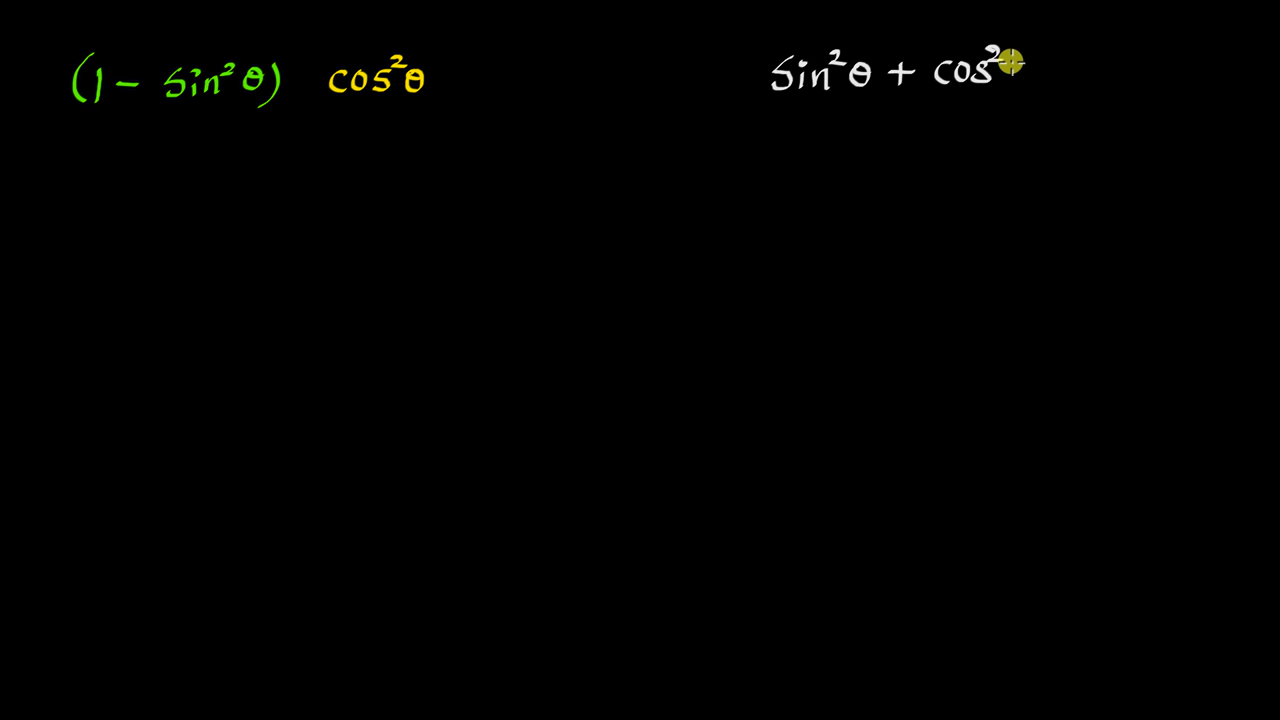 (1 - sin²θ) cos²θ
sin²θ + cos²